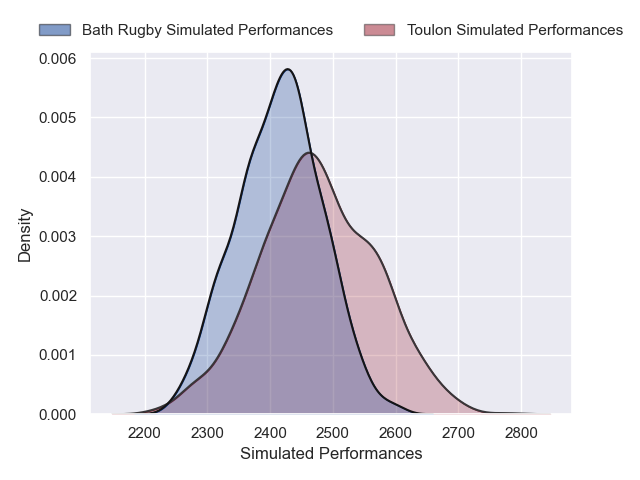 Bath Rugby Simulated Performances Toulon Simulated Performances
0.006
0.005
0.004
0.003
0.002
0.001
0.000
Density
2200 2300 2400 2500 2600 2700 2800
Simulated Performances